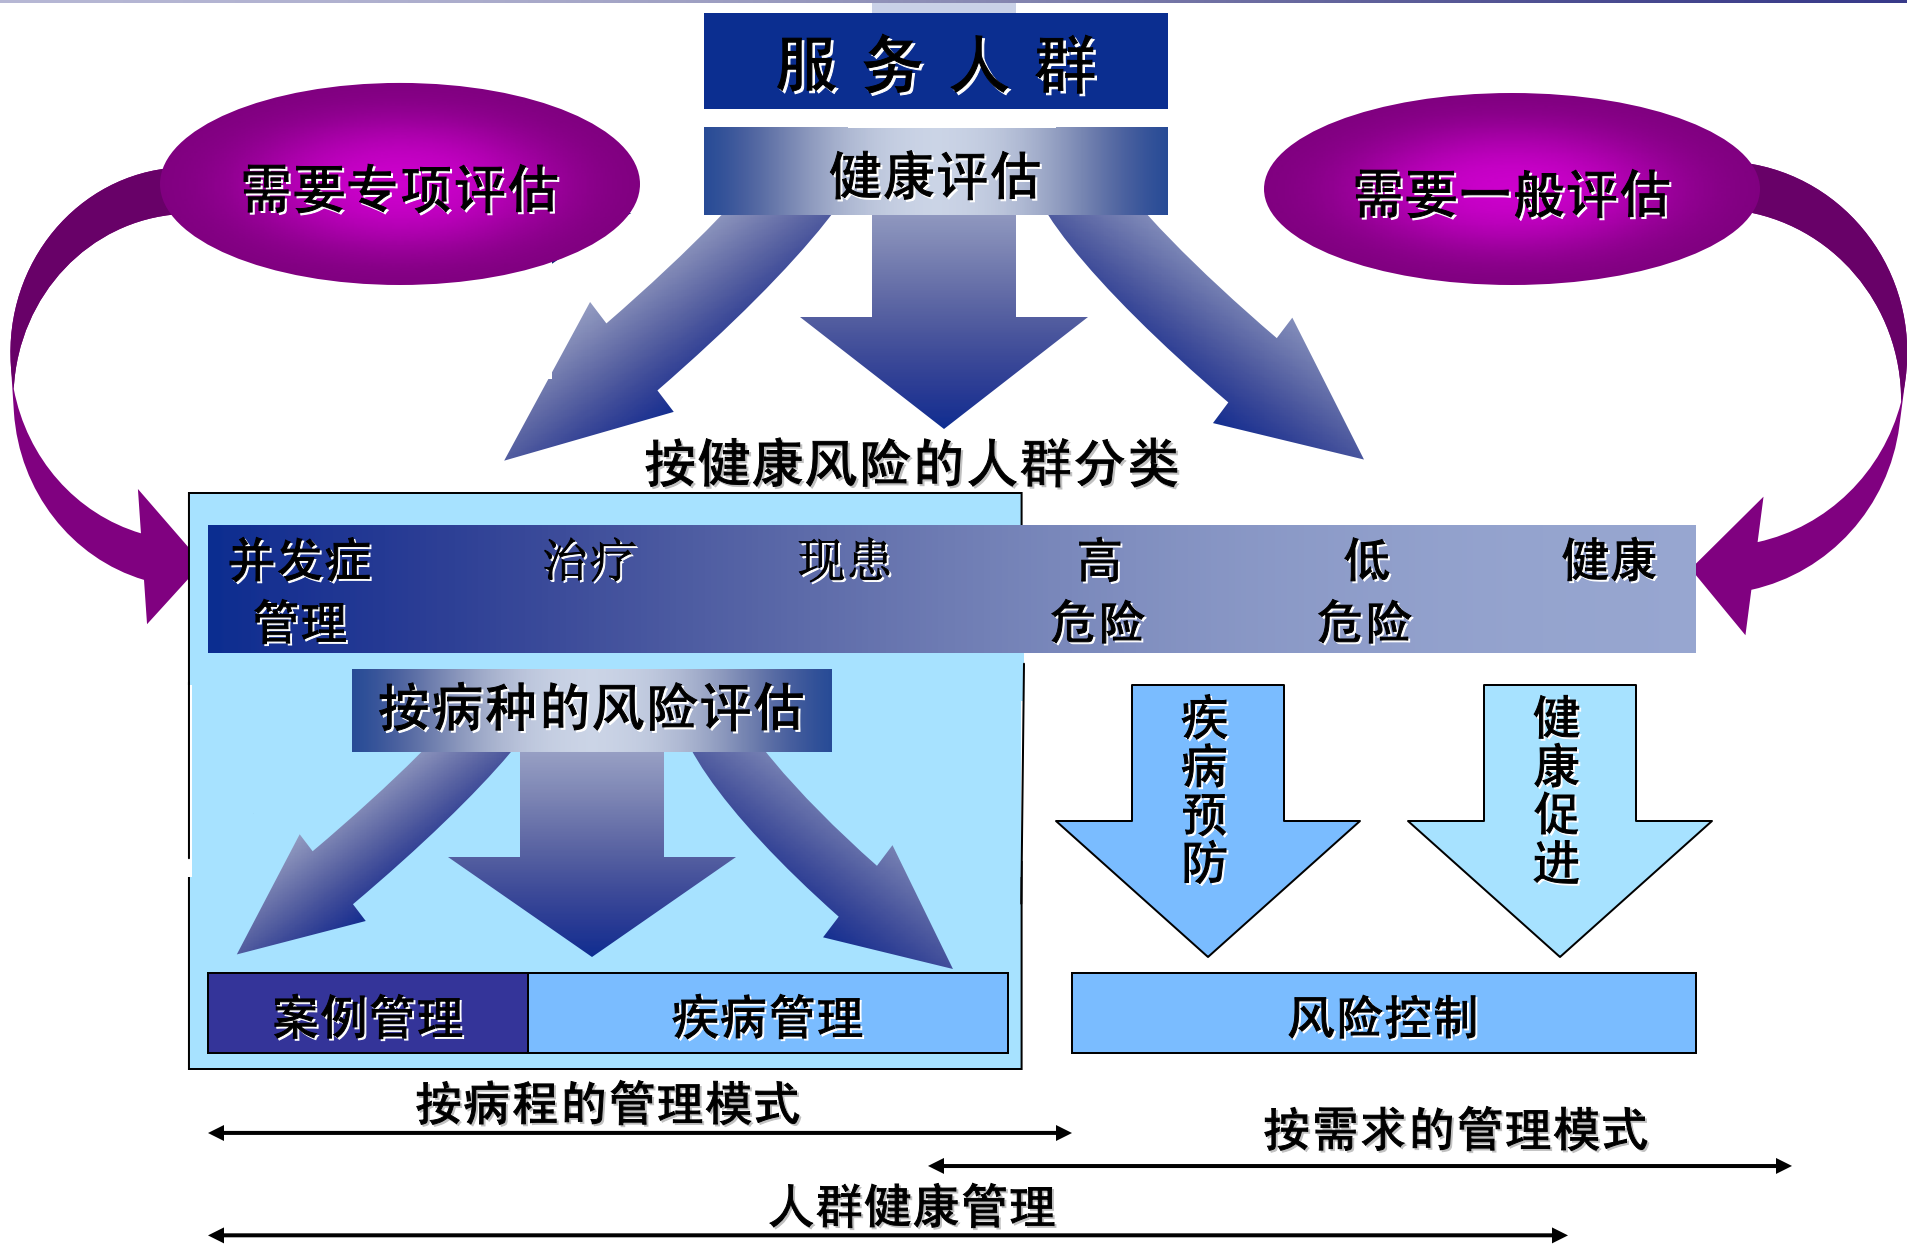 服 务 人 群
健康评估
需要专项评估
需要一般评估
按健康风险的人群分类
并发症
管理
治疗
现患
高
危险
低
危险
健康
按病种的风险评估
疾
病
预
防
健
康
促
进
案例管理
疾病管理
风险控制
按病程的管理模式
按需求的管理模式
人群健康管理